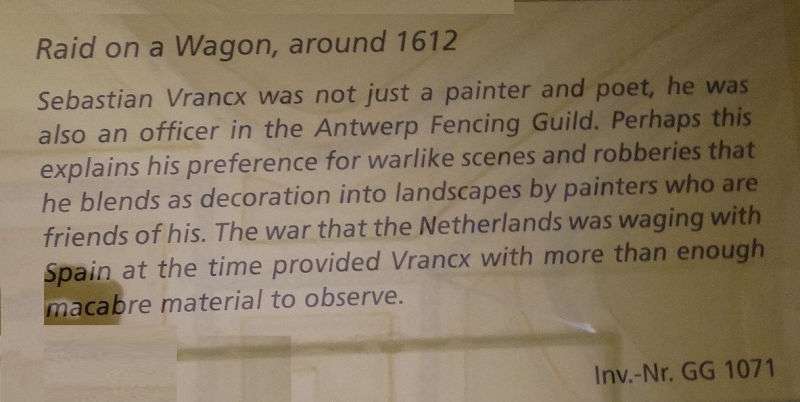 Raid on a Wagon, around 1612
Sebastian Vrancx was not just a painter and poet, he was
also an officer in the Antwerp Fencing Guild. Perhaps this
explains his preference for warlike scenes and robberies that
he blends as decoration into landscapes by painters who are
friends of his. The war that the Netherlands was waging with
Spain at the time provided Vrancx with more than enough
macabre material to observe.
Inv.-Nr. GG 1071